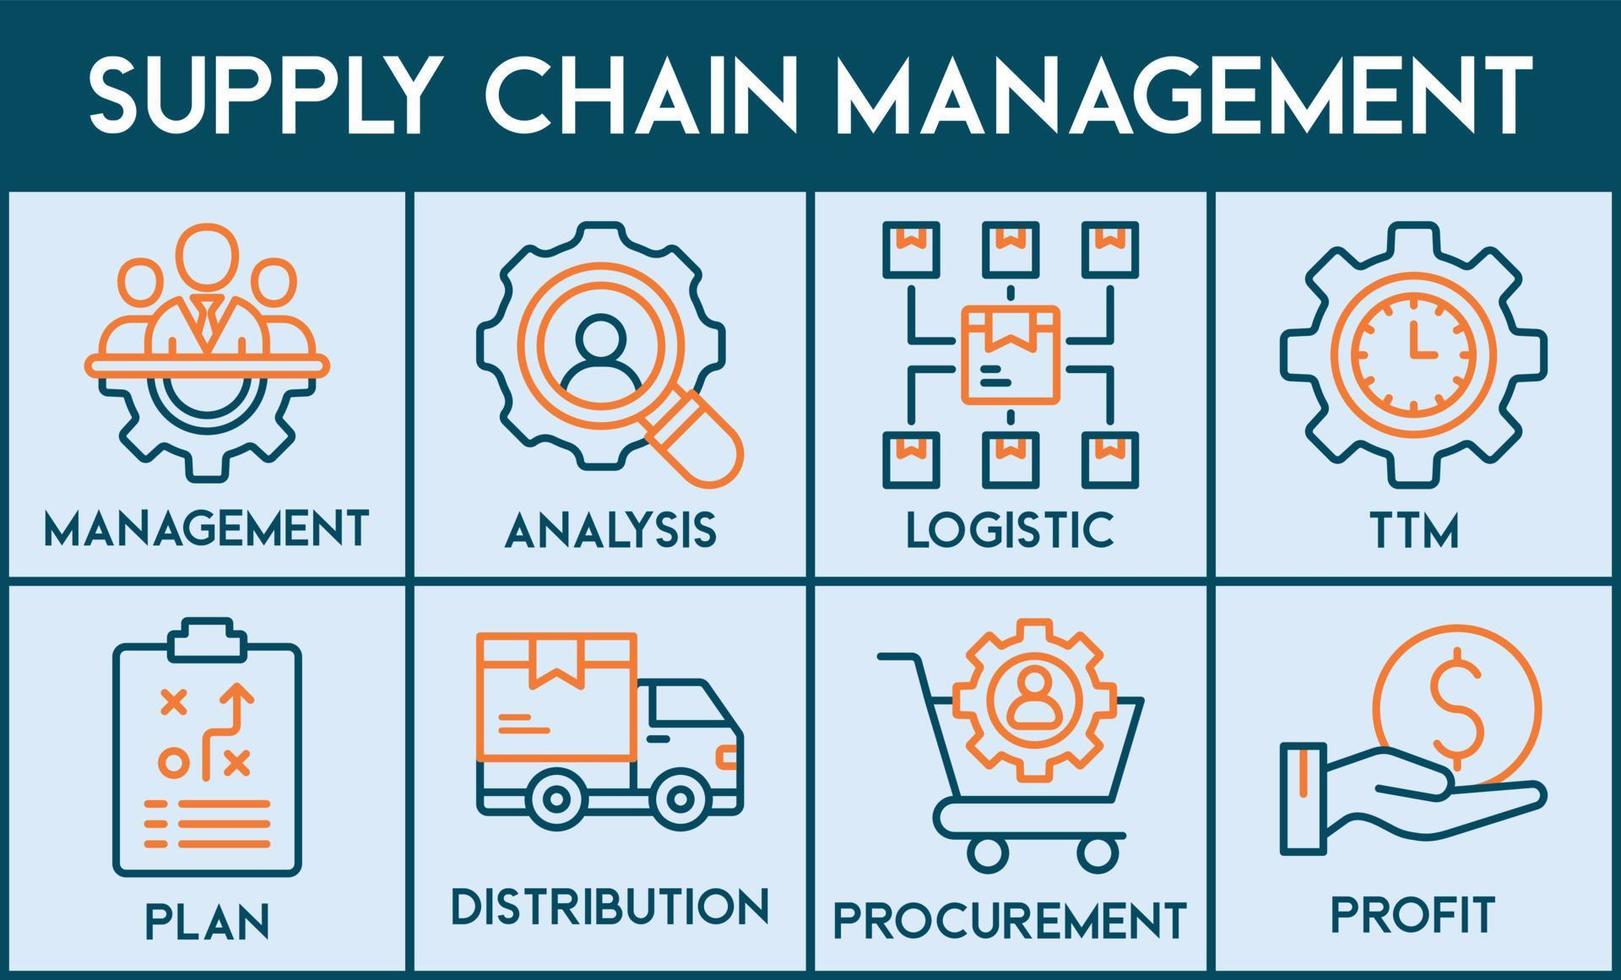 SUPPLY CHAIN MANAGEMENT
MANAGEMENT
ANALYSIS
LOGISTIC
TTM
PLAN
DISTRIBUTION
PROCUREMENT
PROFIT